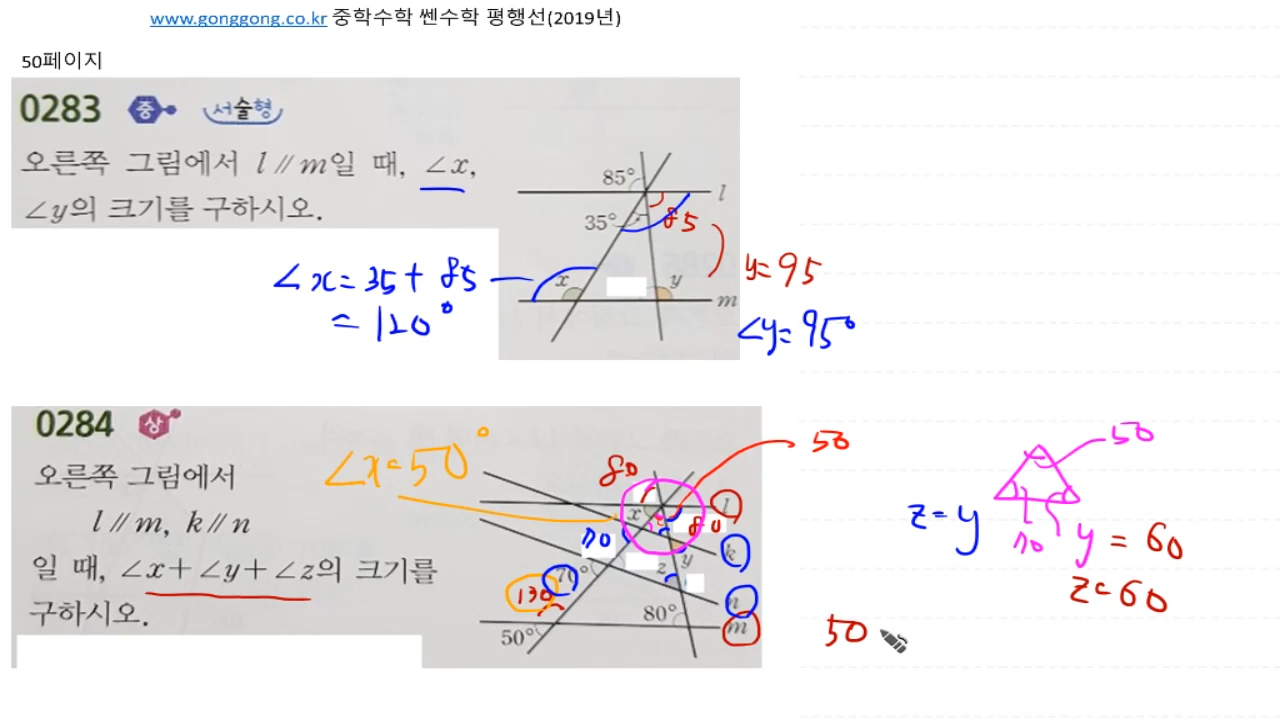 www.gonggong.co.kr 중학수학 쎈수학 평행선(2019년)
50페이지
0283 중 서술형
오른쪽 그림에서 l∥m일 때, ∠x,
∠y의 크기를 구하시오.
85°
l
35°
85
x
y
m
y=95
∠x=35+85
=120°
∠y=95°
0284 상
오른쪽 그림에서
l∥m, k∥n
일 때, ∠x+∠y+∠z의 크기를
구하시오.
∠x=50°
80
50
x
l
80
70
k
y
z
70°
130
n
80°
m
50°
50
z=y
70
y=60
z=60
50